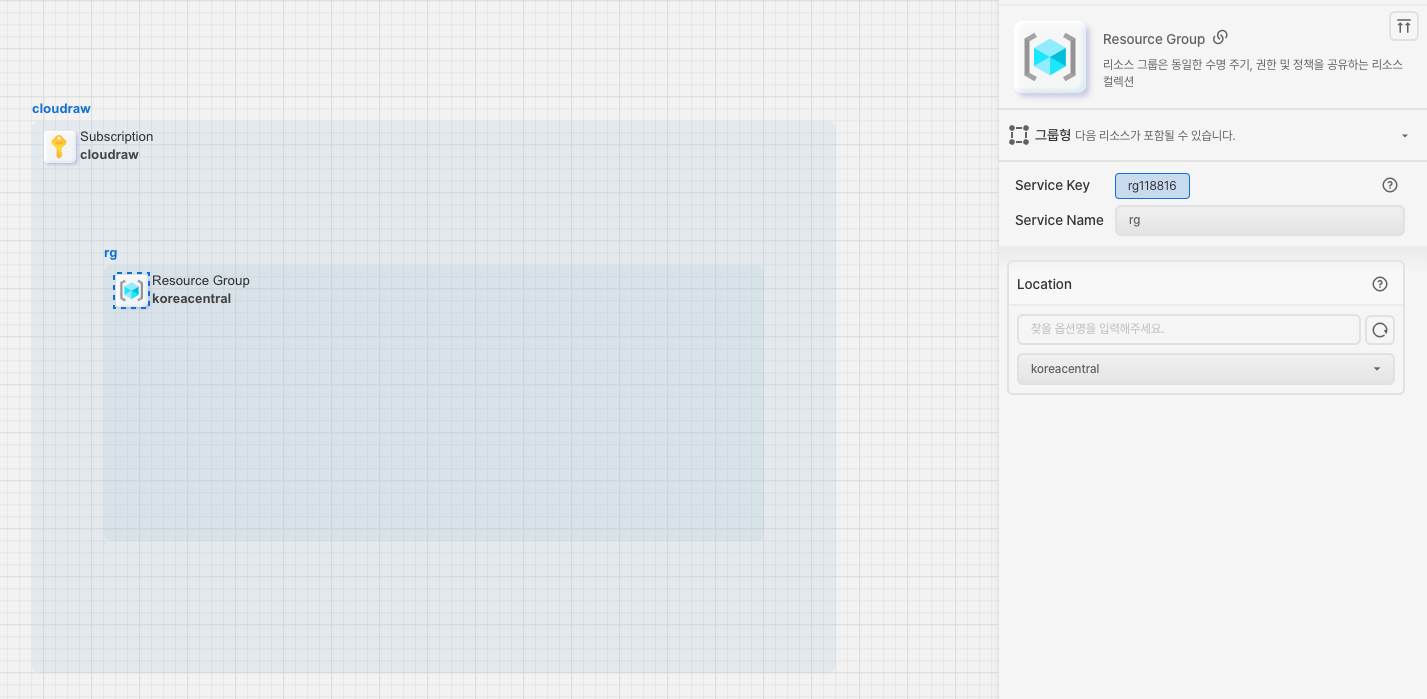 cloudraw
Subscription
cloudraw
rg
Resource Group
koreacentral
Resource Group
리소스 그룹은 동일한 수명 주기, 권한 및 정책을 공유하는 리소스
컬렉션
그룹형 다음 리소스가 포함될 수 있습니다.
Service Key rg118816
Service Name rg
Location
찾을 옵션명을 입력해주세요.
koreacentral